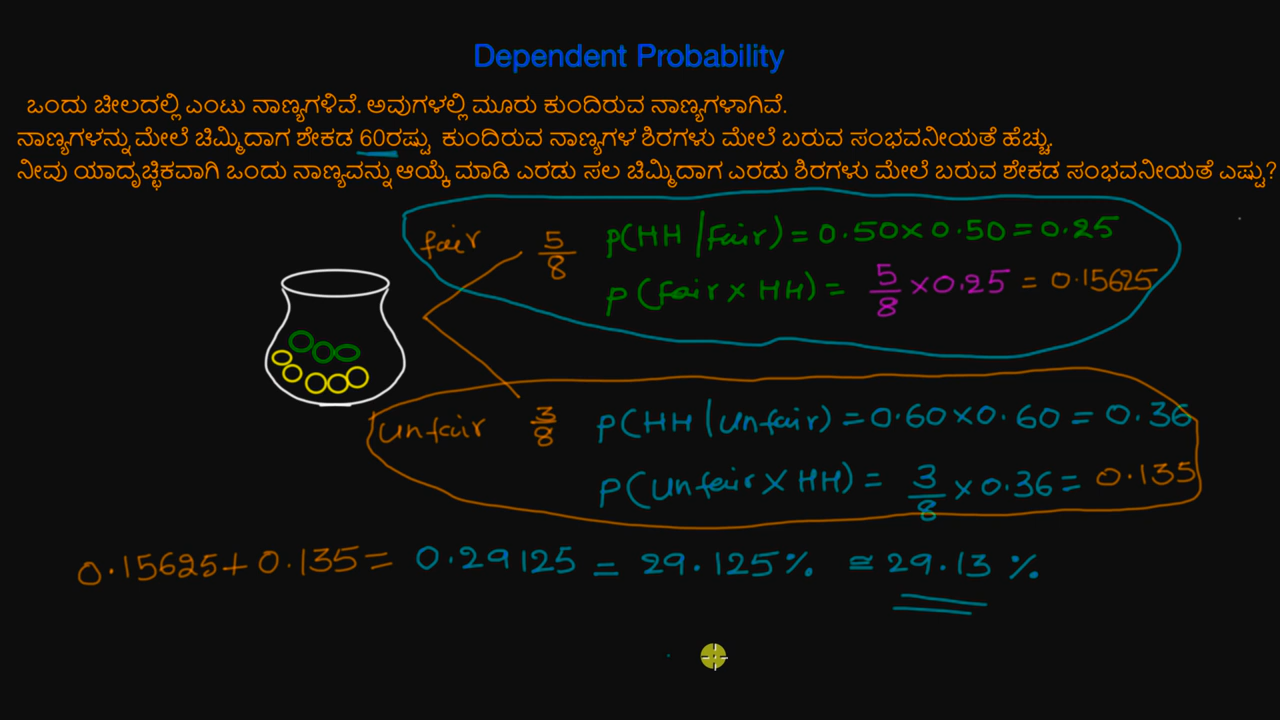 Dependent Probability
ಒಂದು ಚೀಲದಲ್ಲಿ ಎಂಟು ನಾಣ್ಯಗಳಿವೆ. ಅವುಗಳಲ್ಲಿ ಮೂರು ಕುಂದಿರುವ ನಾಣ್ಯಗಳಾಗಿವೆ.
ನಾಣ್ಯಗಳನ್ನು ಮೇಲೆ ಚಿಮ್ಮಿದಾಗ ಶೇಕಡ 60ರಷ್ಟು ಕುಂದಿರುವ ನಾಣ್ಯಗಳ ಶಿರಗಳು ಮೇಲೆ ಬರುವ ಸಂಭವನೀಯತೆ ಹೆಚ್ಚು.
ನೀವು ಯಾದೃಚ್ಛಿಕವಾಗಿ ಒಂದು ನಾಣ್ಯವನ್ನು ಆಯ್ಕೆ ಮಾಡಿ ಎರಡು ಸಲ ಚಿಮ್ಮಿದಾಗ ಎರಡು ಶಿರಗಳು ಮೇಲೆ ಬರುವ ಶೇಕಡ ಸಂಭವನೀಯತೆ ಎಷ್ಟು?
fair 5/8 P(HH/Fair) = 0.50 × 0.50 = 0.25
P(fair × HH) = 5/8 × 0.25 = 0.15625
Unfair 3/8 P(HH/Unfair) = 0.60 × 0.60 = 0.36
P(Unfair × HH) = 3/8 × 0.36 = 0.135
0.15625 + 0.135 = 0.29125 = 29.125% ≅ 29.13 %